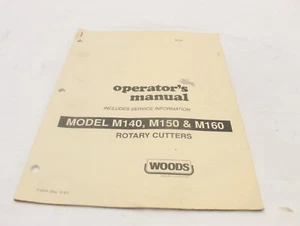 operator's
manual
INCLUDES SERVICE INFORMATION
MODEL M140, M150 & M160
ROTARY CUTTERS
WOODS